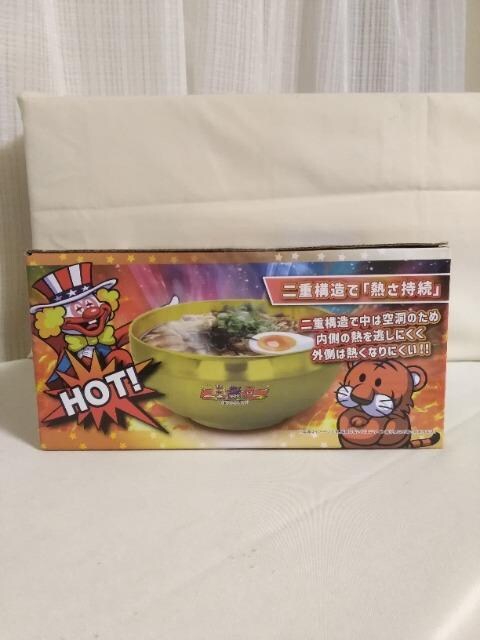 二重構造で「熱さ持続」
二重構造で中は空洞のため
内側の熱を逃しにくく
外側は熱くなりにくい!!
HOT!